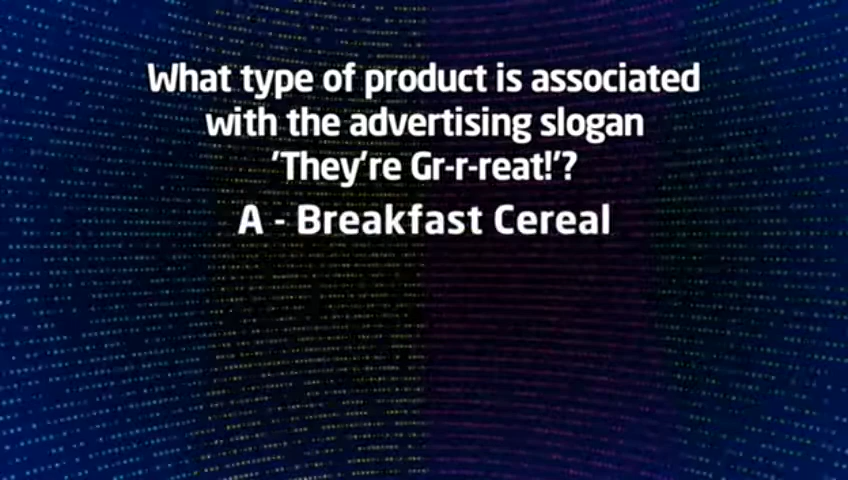 What type of product is associated
with the advertising slogan
'They're Gr-r-reat!'?
A - Breakfast Cereal